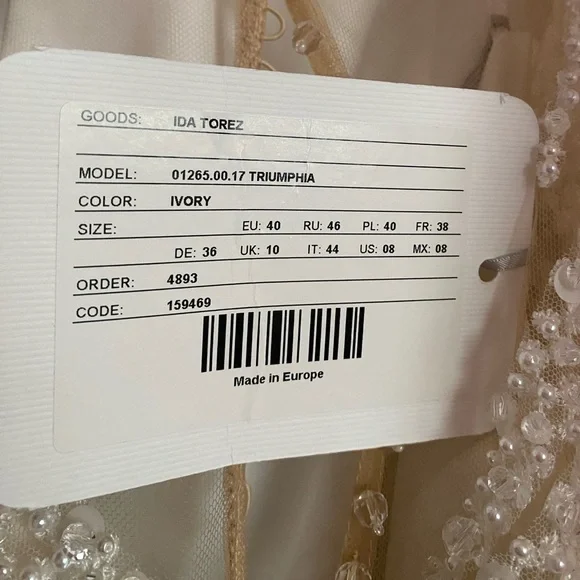 GOODS: IDA TOREZ
MODEL: 01265.00.17 TRIUMPHIA
COLOR: IVORY
SIZE: EU: 40 RU: 46 PL: 40 FR: 38
DE: 36 UK: 10 IT: 44 US: 08 MX: 08
ORDER: 4893
CODE: 159469
Made in Europe